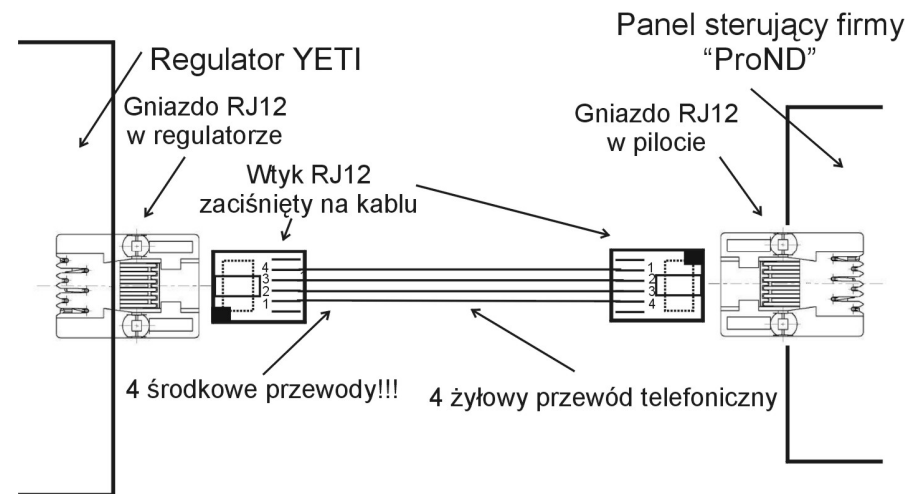 Panel sterujący firmy
“ProND”
Regulator YETI
Gniazdo RJ12
w regulatorze
Gniazdo RJ12
w pilocie
Wtyk RJ12
zaciśnięty na kablu
4
3
2
1
1
2
3
4
4 środkowe przewody!!!
4 żyłowy przewód telefoniczny